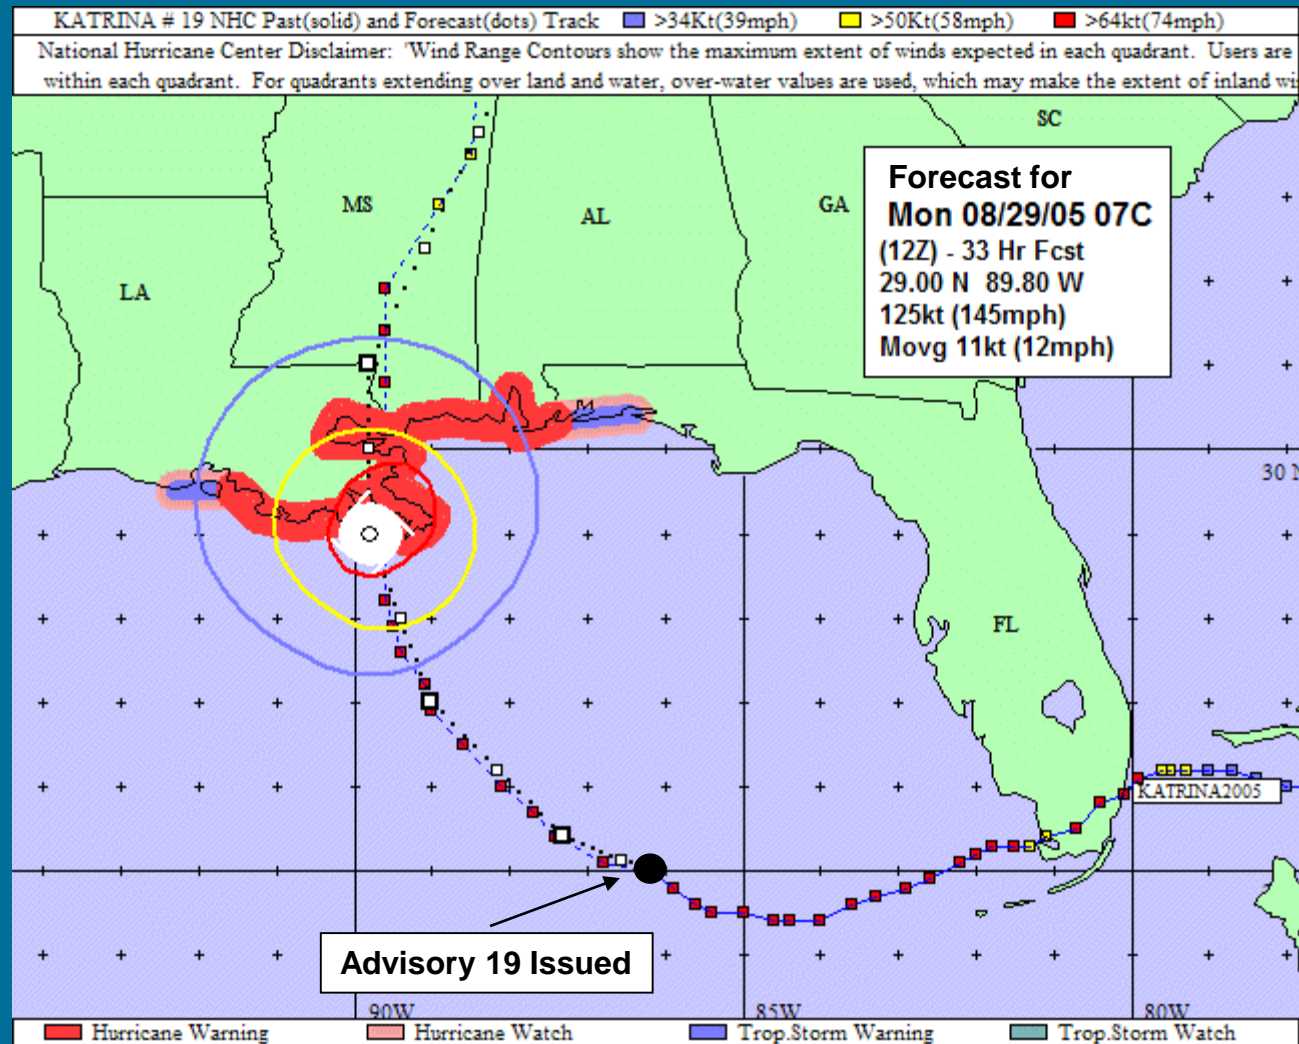 KATRINA # 19 NHC Past(solid) and Forecast(dots) Track >34Kt(39mph) >50Kt(58mph) >64kt(74mph)
National Hurricane Center Disclaimer: 'Wind Range Contours show the maximum extent of winds expected in each quadrant. Users are
within each quadrant. For quadrants extending over land and water, over-water values are used, which may make the extent of inland wi
SC
Forecast for
Mon 08/29/05 07C
(12Z) - 33 Hr Fcst
29.00 N 89.80 W
125kt (145mph)
Movg 11kt (12mph)
MS
AL
GA
LA
30 N
FL
KATRINA2005
Advisory 19 Issued
90W
85W
80W
Hurricane Warning Hurricane Watch Trop.Storm Warning Trop.Storm Watch